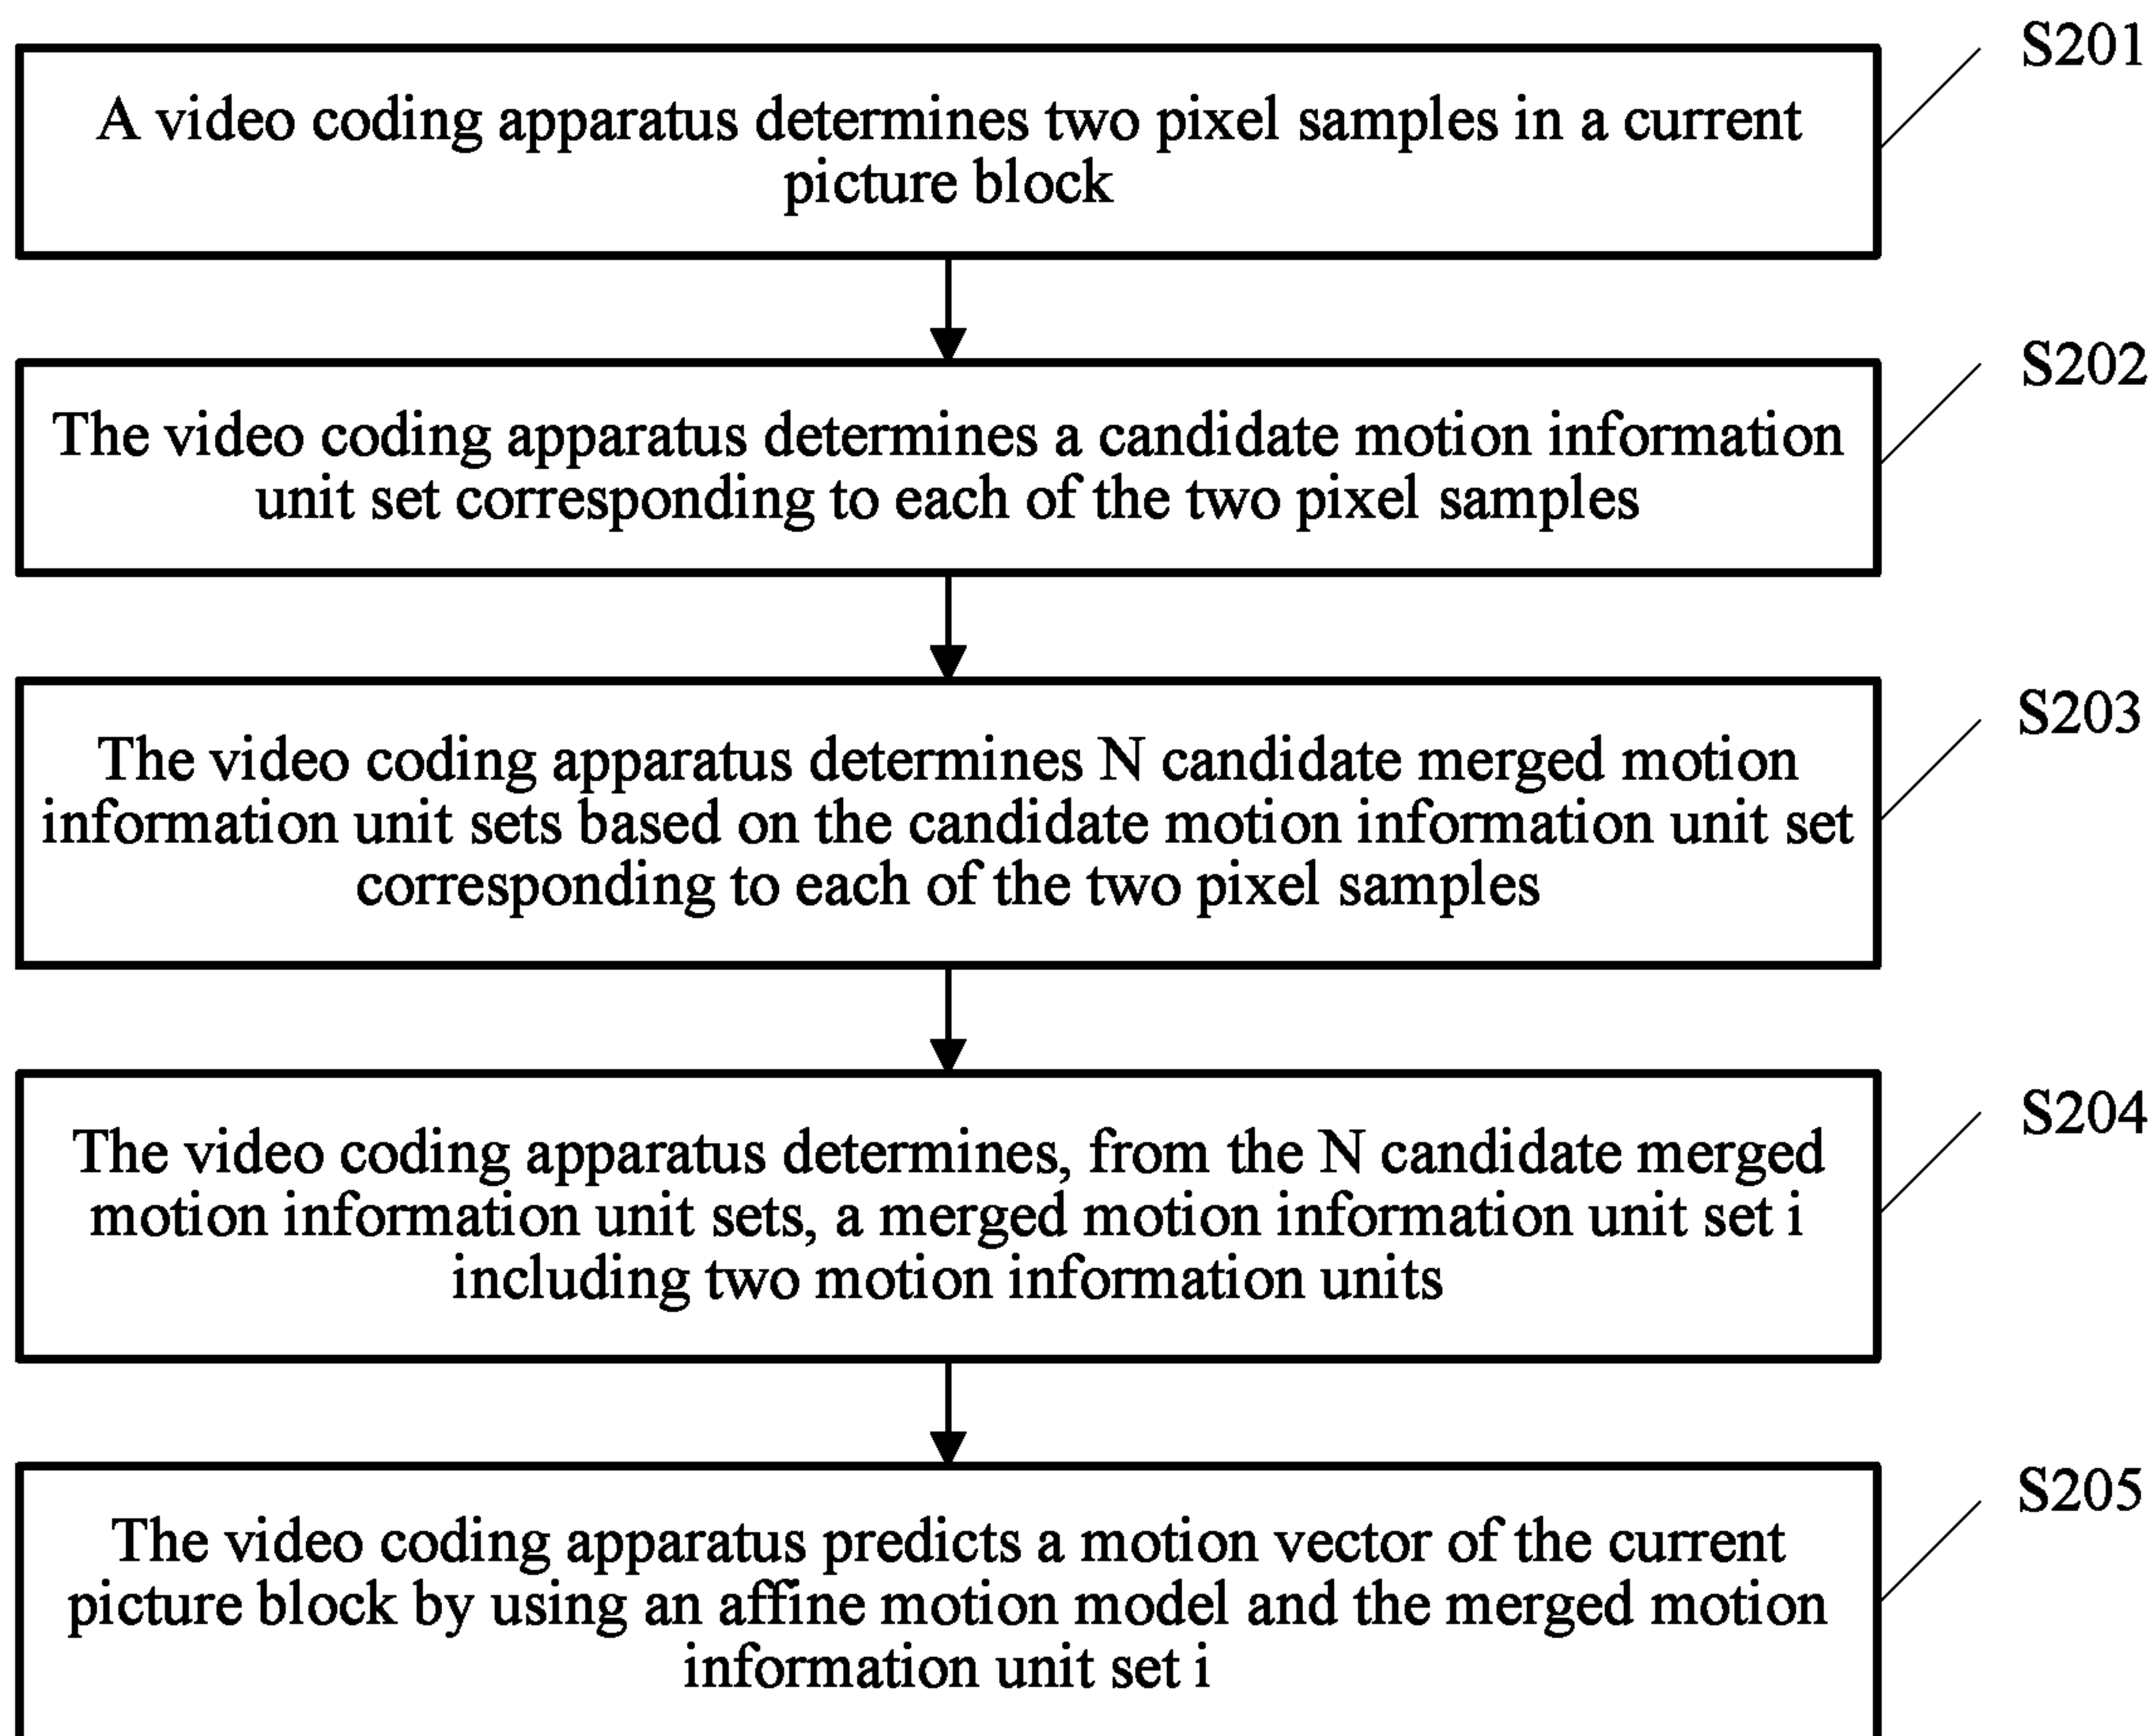 S201
A video coding apparatus determines two pixel samples in a current
picture block
S202
The video coding apparatus determines a candidate motion information
unit set corresponding to each of the two pixel samples
S203
The video coding apparatus determines N candidate merged motion
information unit sets based on the candidate motion information unit set
corresponding to each of the two pixel samples
S204
The video coding apparatus determines, from the N candidate merged
motion information unit sets, a merged motion information unit set i
including two motion information units
S205
The video coding apparatus predicts a motion vector of the current
picture block by using an affine motion model and the merged motion
information unit set i